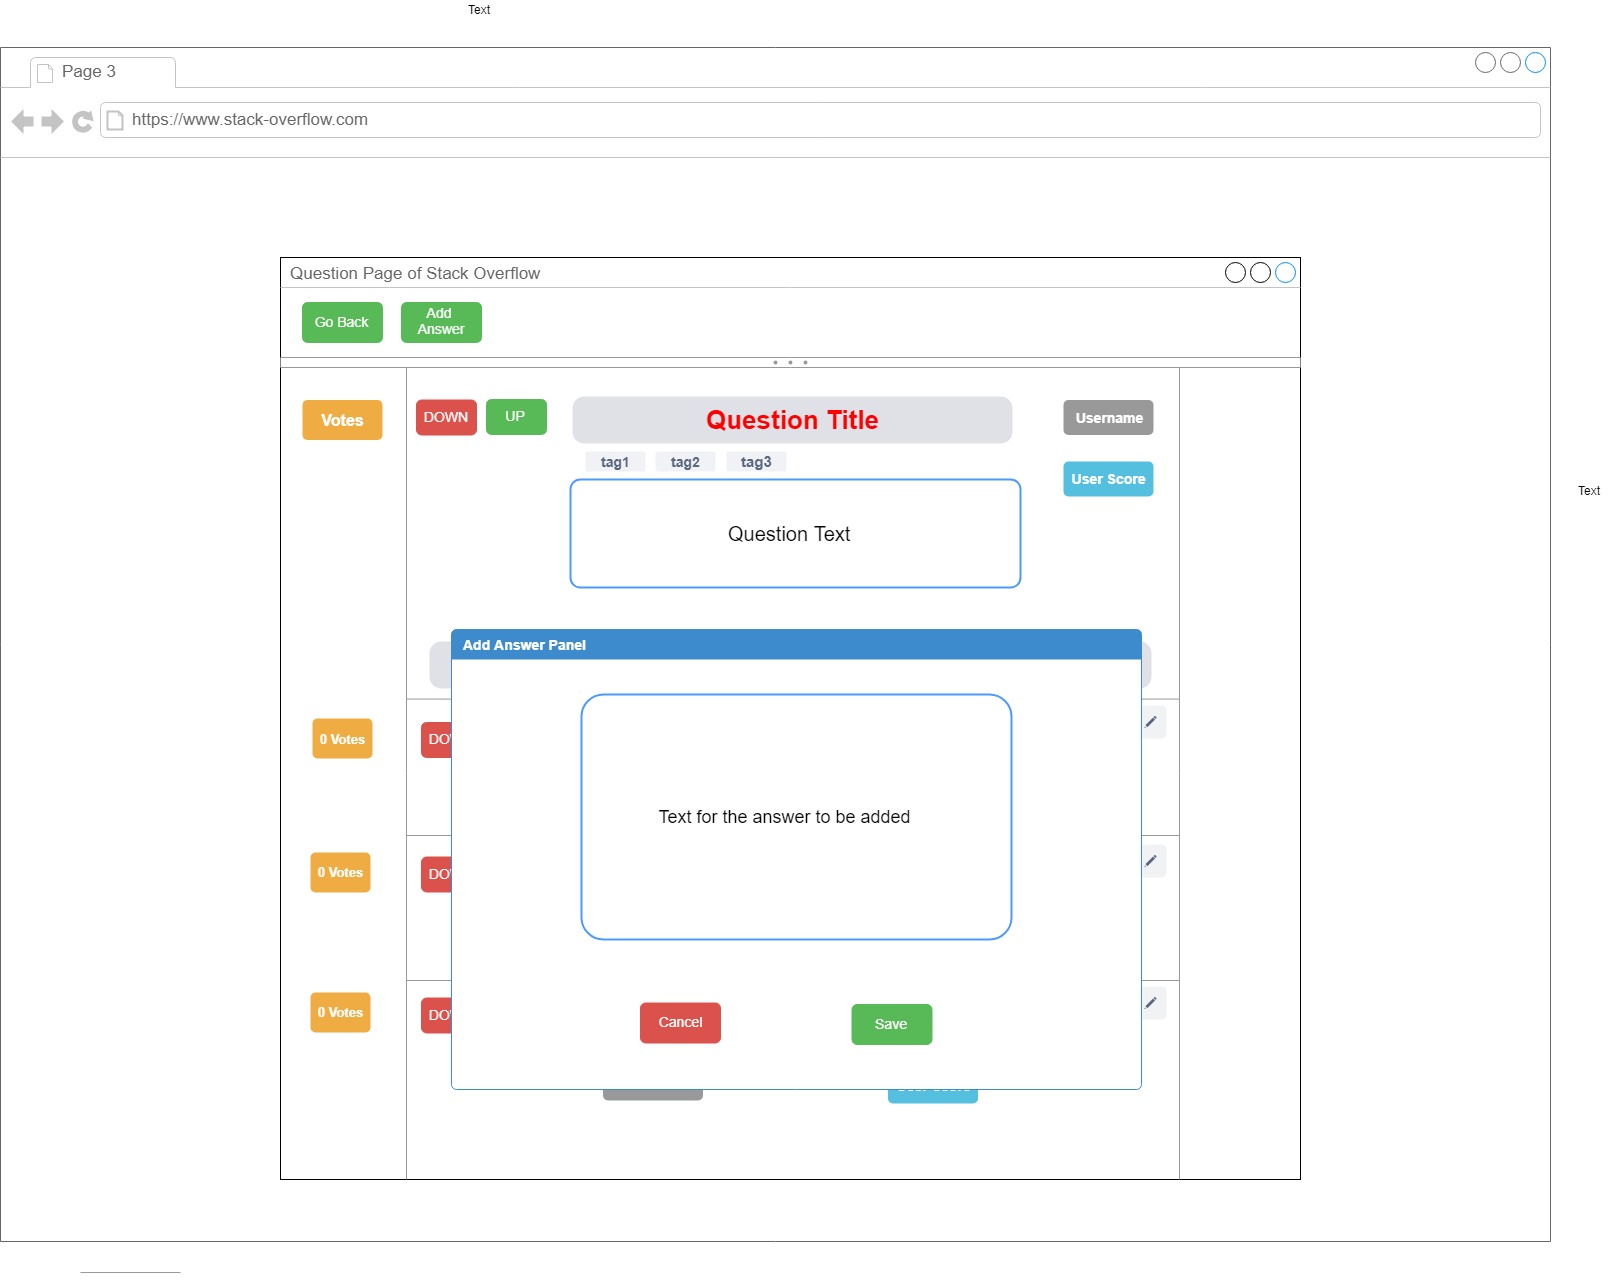 Text
Page 3
https://www.stack-overflow.com
Question Page of Stack Overflow
Go Back
Add
Answer
Votes
DOWN
UP
Question Title
Username
tag1
tag2
tag3
User Score
Question Text
Text
Add Answer Panel
0 Votes
DO
Text for the answer to be added
0 Votes
DO
0 Votes
DO
Cancel
Save